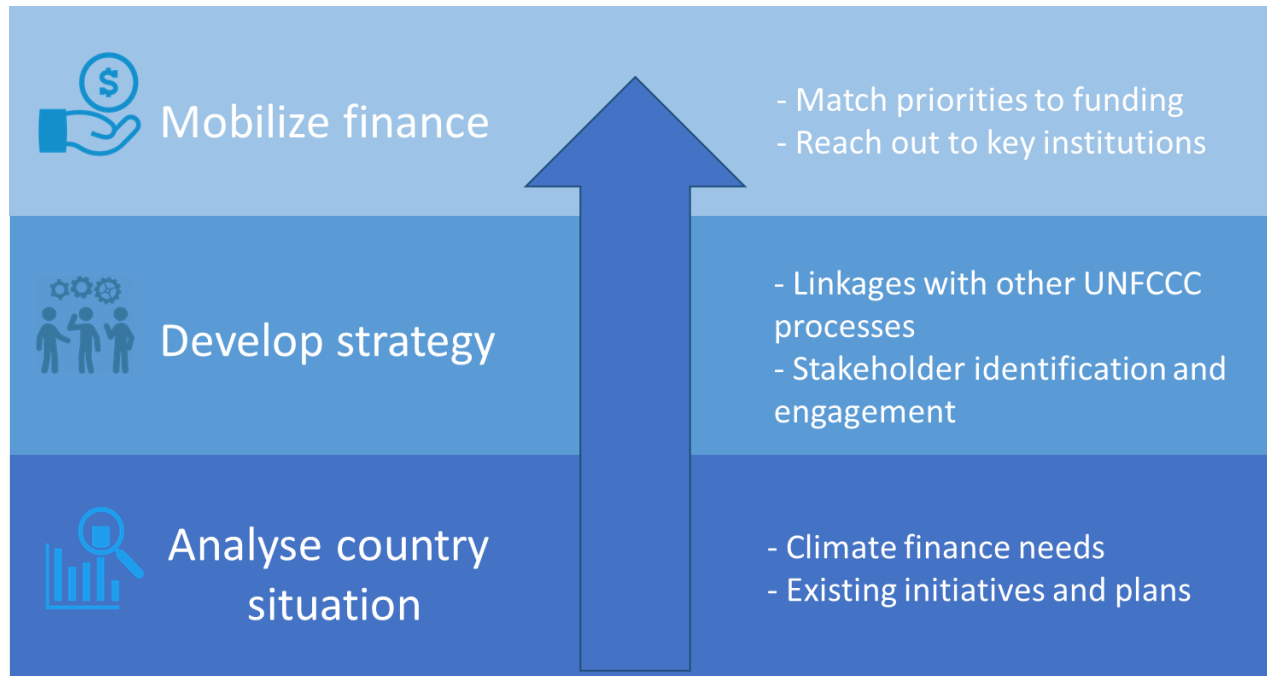 $
Mobilize finance
- Match priorities to funding
- Reach out to key institutions
Develop strategy
- Linkages with other UNFCCC
processes
- Stakeholder identification and
engagement
Analyse country
situation
- Climate finance needs
- Existing initiatives and plans